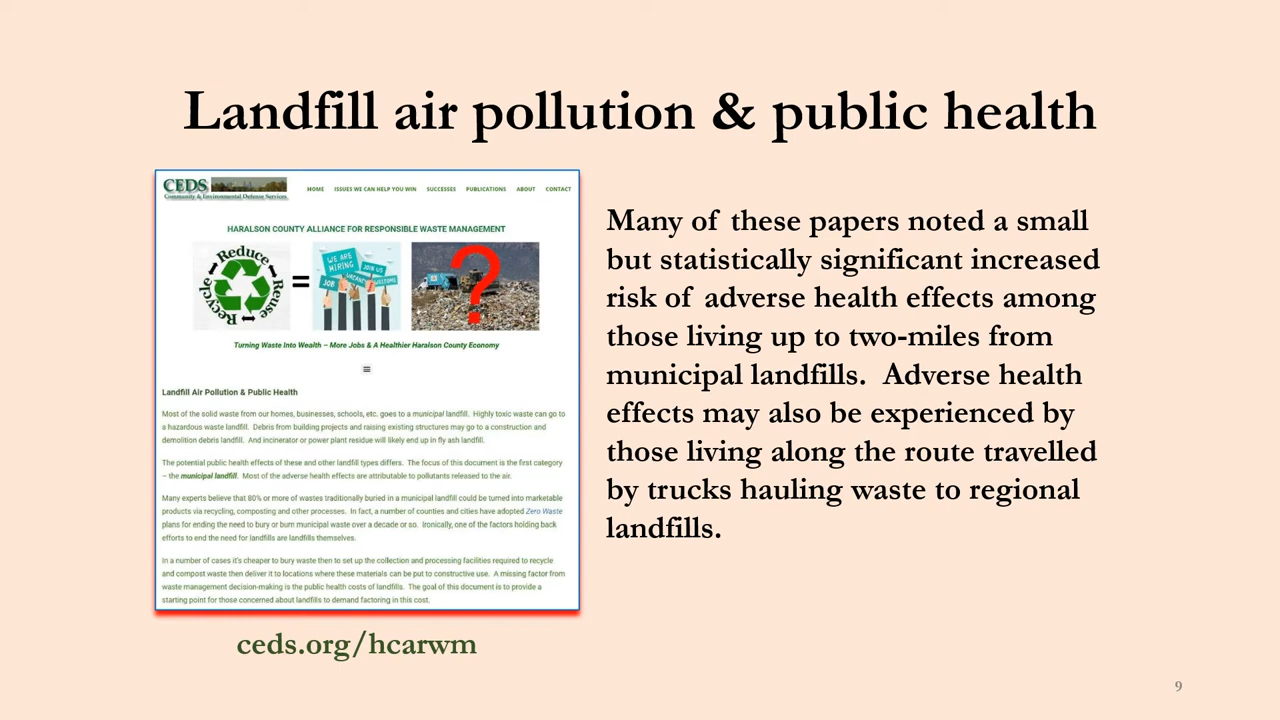 Landfill air pollution & public health
CEDS
Community & Environmental Defense Services
HOME ISSUES WE CAN HELP YOU WIN SUCCESSES PUBLICATIONS ABOUT CONTACT
HARALSON COUNTY ALLIANCE FOR RESPONSIBLE WASTE MANAGEMENT
Reduce
Reuse
Recycle
=
WE ARE HIRING
JOIN US
JOB
VACANT
WELCOME
?
Turning Waste Into Wealth – More Jobs & A Healthier Haralson County Economy
Landfill Air Pollution & Public Health
Most of the solid waste from our homes, businesses, schools, etc. goes to a municipal landfill. Highly toxic waste can go to
a hazardous waste landfill. Debris from building projects and raising existing structures may go to a construction and
demolition debris landfill. And incinerator or power plant residue will likely end up in fly ash landfill.
The potential public health effects of these and other landfill types differs. The focus of this document is the first category
– the municipal landfill. Most of the adverse health effects are attributable to pollutants released to the air.
Many experts believe that 80% or more of wastes traditionally buried in a municipal landfill could be turned into marketable
products via recycling, composting and other processes. In fact, a number of counties and cities have adopted Zero Waste
plans for ending the need to bury or burn municipal waste over a decade or so. Ironically, one of the factors holding back
efforts to end the need for landfills are landfills themselves.
In a number of cases it's cheaper to bury waste then to set up the collection and processing facilities required to recycle
and compost waste then deliver it to locations where these materials can be put to constructive use. A missing factor from
waste management decision-making is the public health costs of landfills. The goal of this document is to provide a
starting point for those concerned about landfills to demand factoring in this cost.
ceds.org/hcarwm
Many of these papers noted a small
but statistically significant increased
risk of adverse health effects among
those living up to two-miles from
municipal landfills. Adverse health
effects may also be experienced by
those living along the route travelled
by trucks hauling waste to regional
landfills.
9